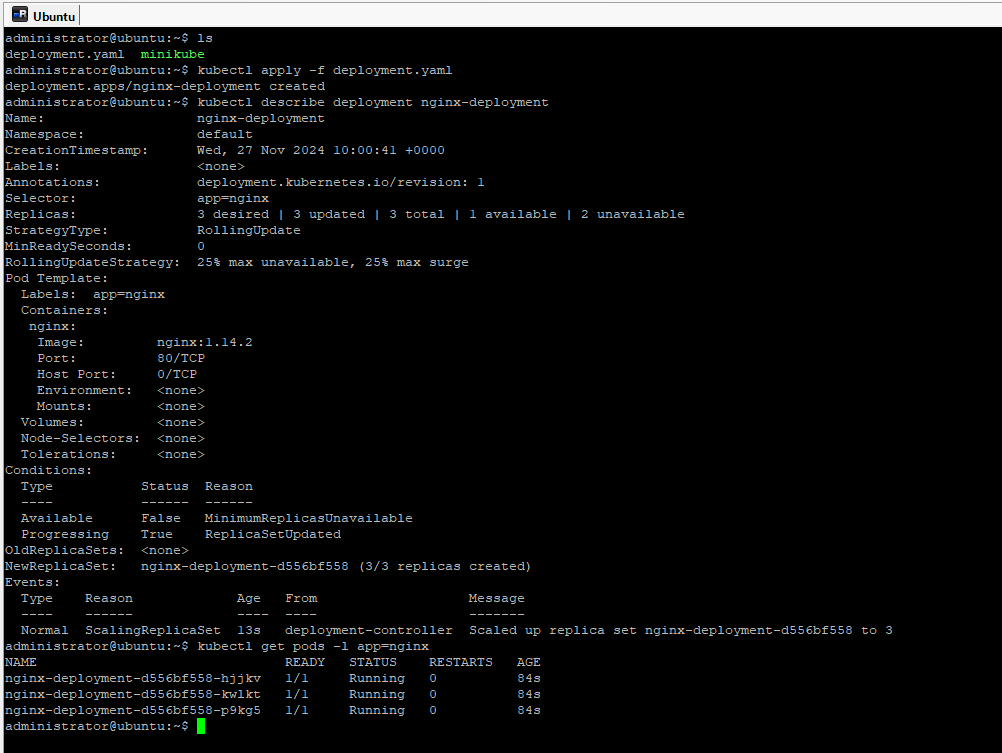 Ubuntu
administrator@ubuntu:~$ ls
deployment.yaml  minikube
administrator@ubuntu:~$ kubectl apply -f deployment.yaml
deployment.apps/nginx-deployment created
administrator@ubuntu:~$ kubectl describe deployment nginx-deployment
Name:                   nginx-deployment
Namespace:              default
CreationTimestamp:      Wed, 27 Nov 2024 10:00:41 +0000
Labels:                 <none>
Annotations:            deployment.kubernetes.io/revision: 1
Selector:               app=nginx
Replicas:               3 desired | 3 updated | 3 total | 1 available | 2 unavailable
StrategyType:           RollingUpdate
MinReadySeconds:        0
RollingUpdateStrategy:  25% max unavailable, 25% max surge
Pod Template:
  Labels:  app=nginx
  Containers:
   nginx:
    Image:         nginx:1.14.2
    Port:          80/TCP
    Host Port:     0/TCP
    Environment:   <none>
    Mounts:        <none>
  Volumes:         <none>
  Node-Selectors:  <none>
  Tolerations:     <none>
Conditions:
  Type           Status  Reason
  ----           ------  ------
  Available      False   MinimumReplicasUnavailable
  Progressing    True    ReplicaSetUpdated
OldReplicaSets:  <none>
NewReplicaSet:   nginx-deployment-d556bf558 (3/3 replicas created)
Events:
  Type    Reason             Age   From                   Message
  ----    ------             ----  ----                   -------
  Normal  ScalingReplicaSet  13s   deployment-controller  Scaled up replica set nginx-deployment-d556bf558 to 3
administrator@ubuntu:~$ kubectl get pods -l app=nginx
NAME                               READY   STATUS    RESTARTS   AGE
nginx-deployment-d556bf558-hjjkv   1/1     Running   0          84s
nginx-deployment-d556bf558-kwlkt   1/1     Running   0          84s
nginx-deployment-d556bf558-p9kg5   1/1     Running   0          84s
administrator@ubuntu:~$